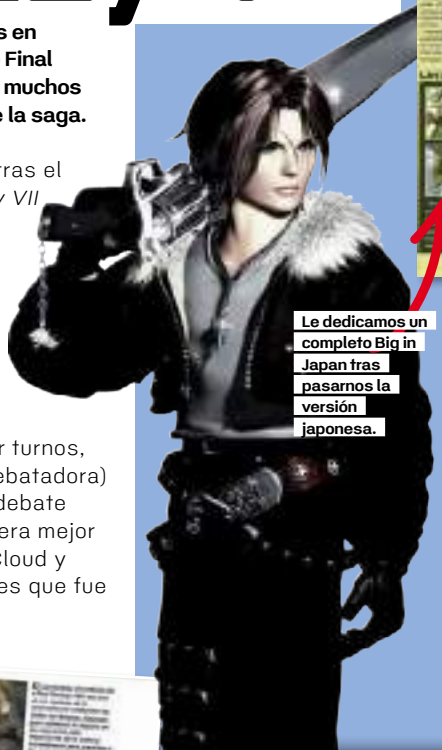 s en
Final
muchos
e la saga.
ras el
y VII
r turnos,
ebatadora)
debate
era mejor
Cloud y
es que fue
Le dedicamos un
completo Big in
Japan tras
pasarnos la
versión
japonesa.